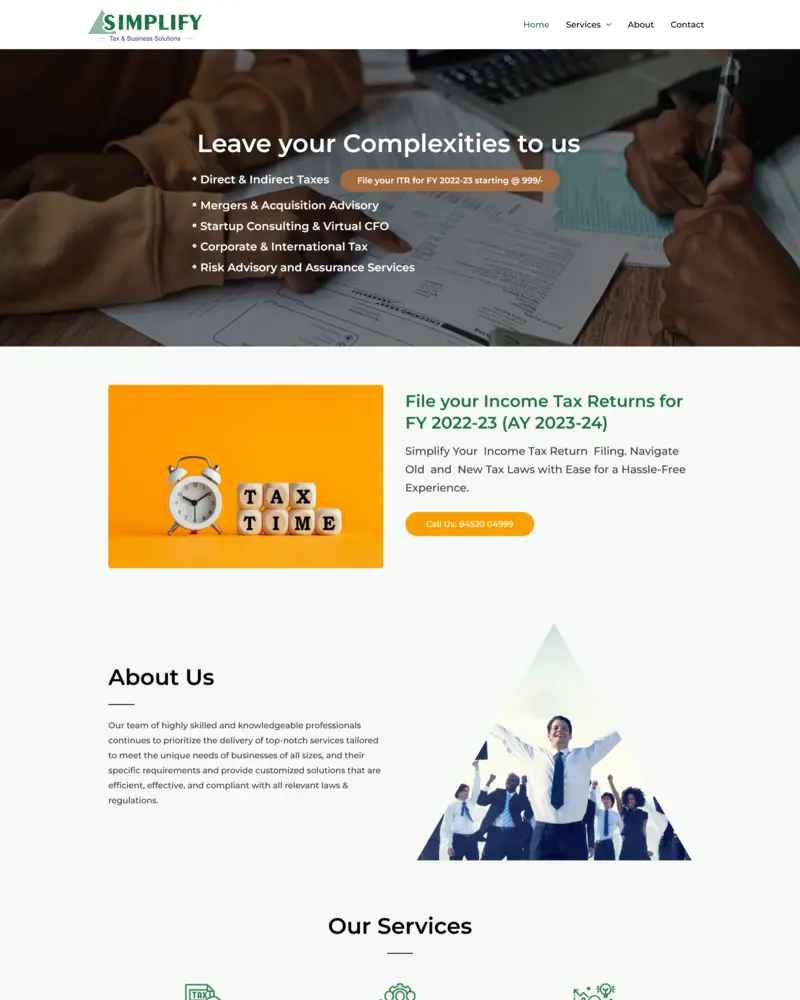 SIMPLIFY
Tax & Business Solutions
Home Services About Contact
Leave your Complexities to us
• Direct & Indirect Taxes
File your ITR for FY 2022-23 starting @ 999/-
• Mergers & Acquisition Advisory
• Startup Consulting & Virtual CFO
• Corporate & International Tax
• Risk Advisory and Assurance Services
CHECKING ACCOUNT
TAX
TIME
File your Income Tax Returns for
FY 2022-23 (AY 2023-24)
Simplify Your Income Tax Return Filing. Navigate
Old and New Tax Laws with Ease for a Hassle-Free
Experience.
Call Us: 84520 04999
About Us
Our team of highly skilled and knowledgeable professionals
continues to prioritize the delivery of top-notch services tailored
to meet the unique needs of businesses of all sizes, and their
specific requirements and provide customized solutions that are
efficient, effective, and compliant with all relevant laws &
regulations.
Our Services
TAX